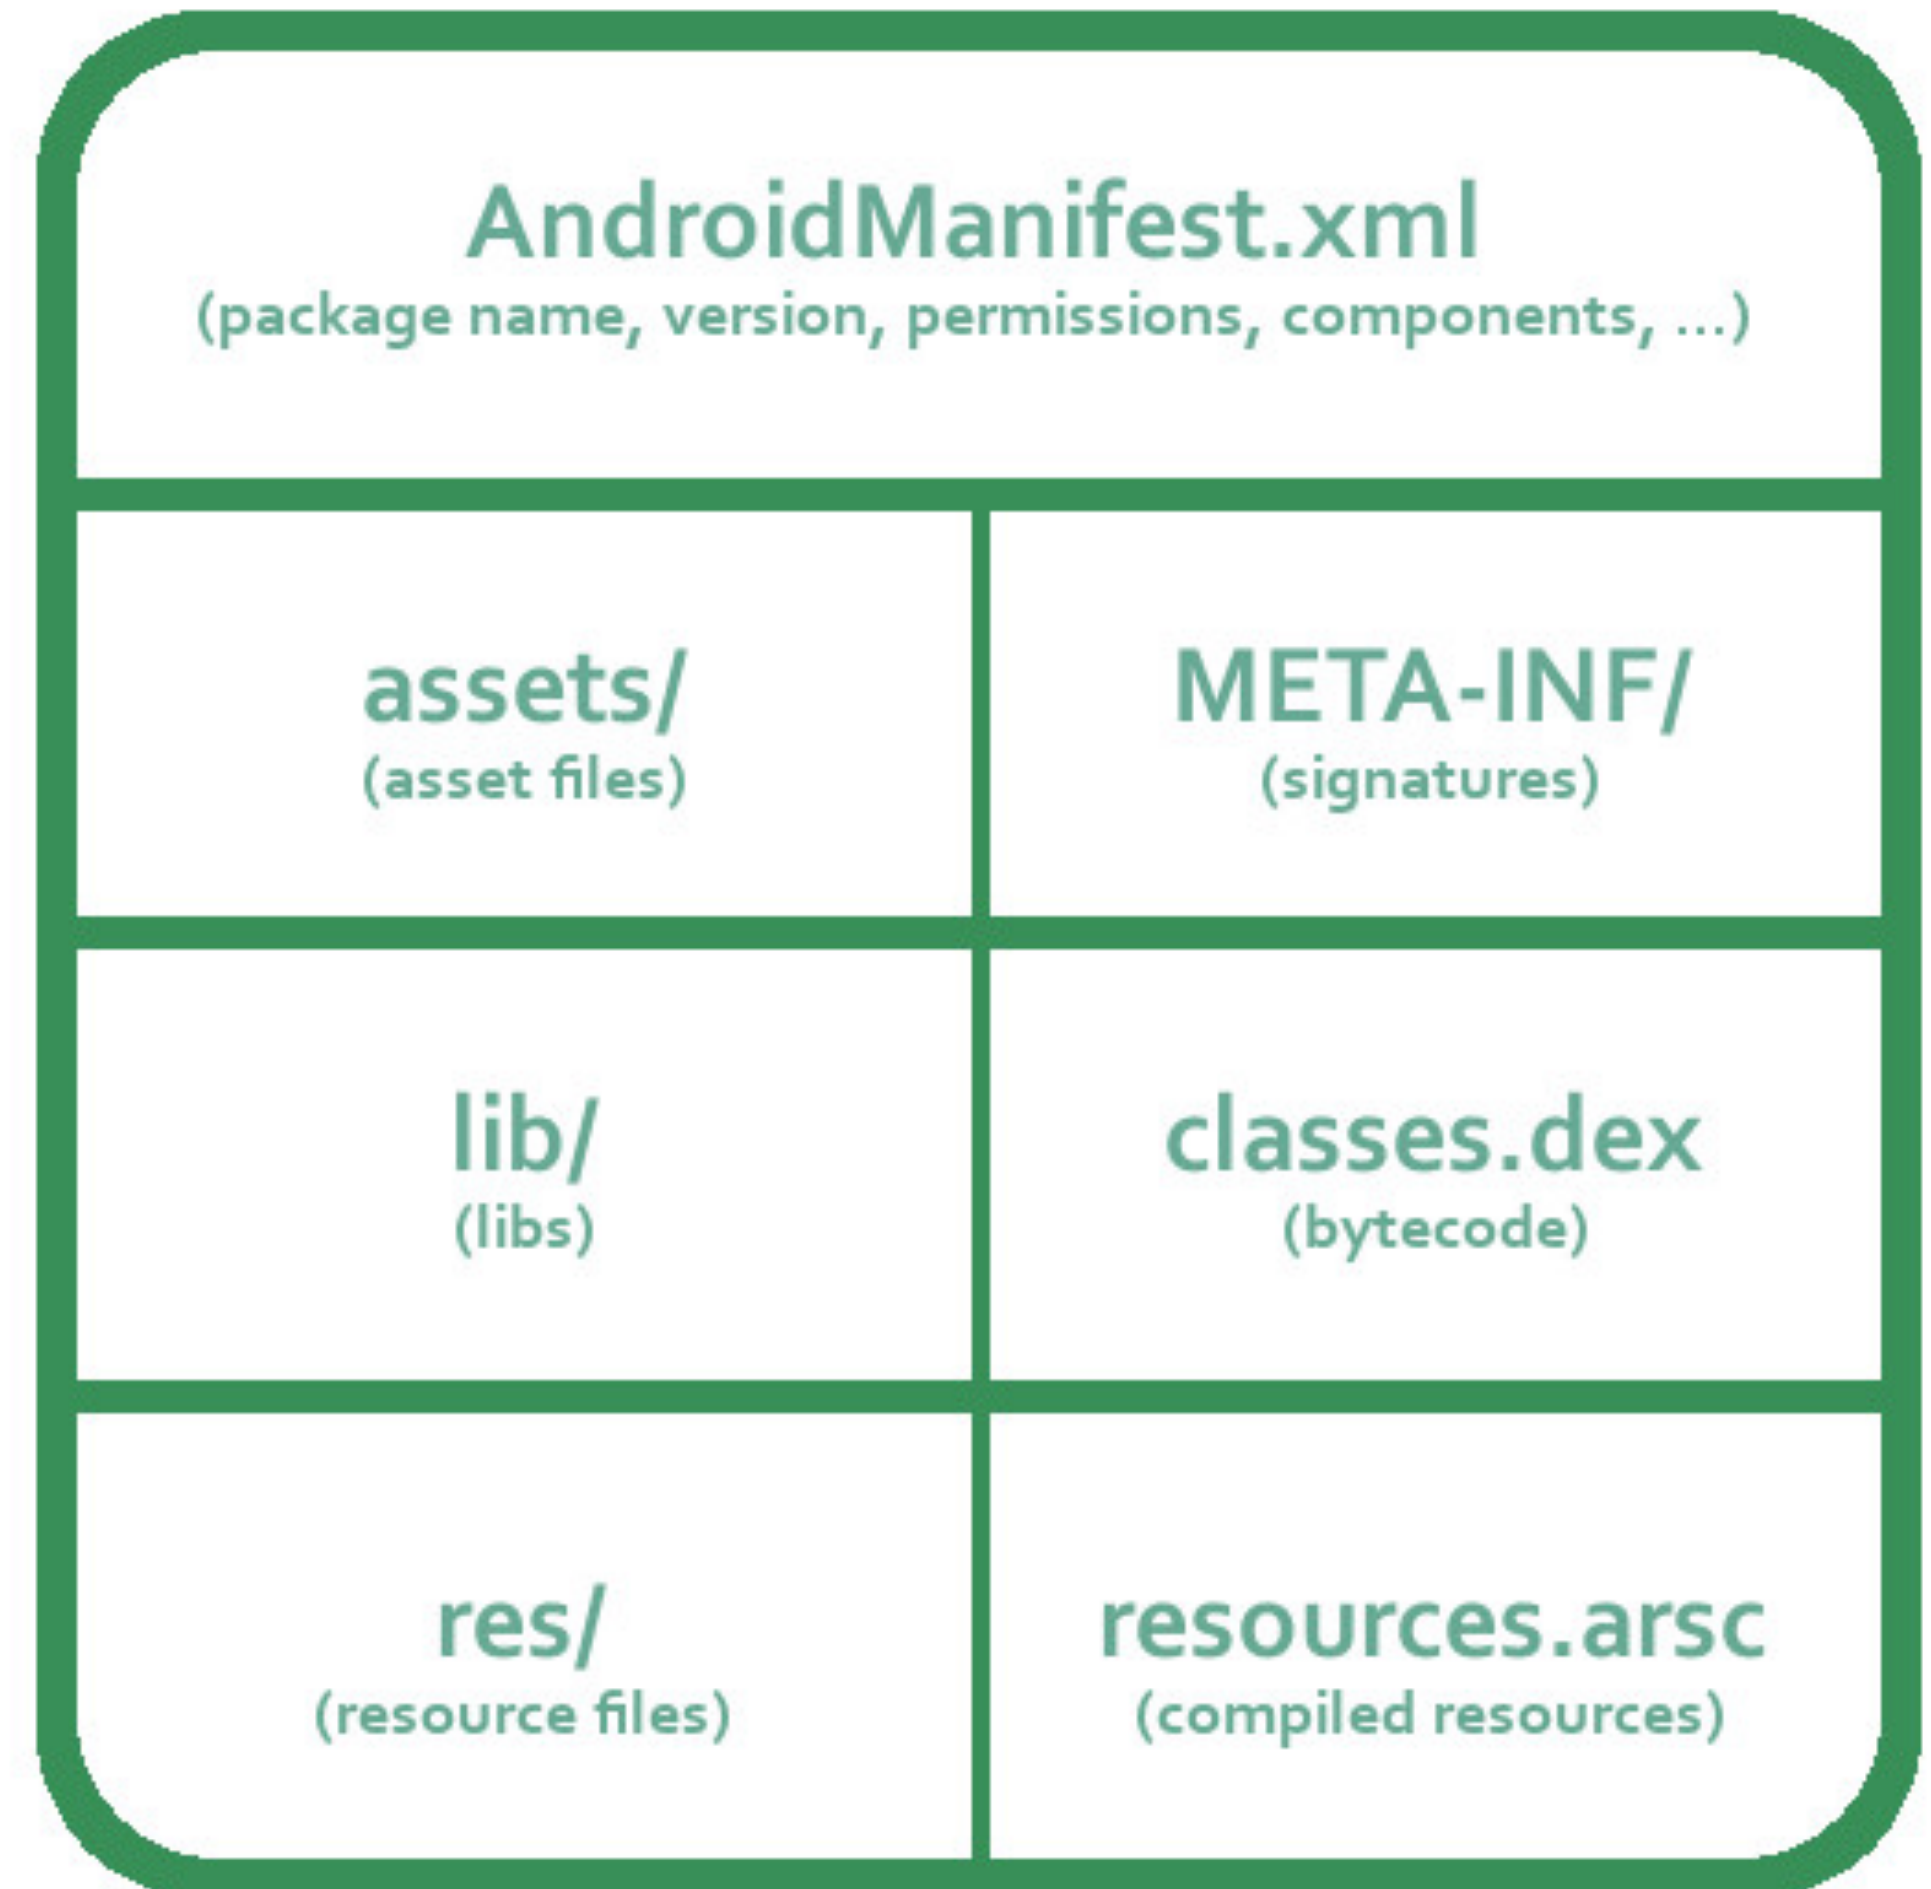 AndroidManifest.xml
(package name, version, permissions, components, ...)
assets/
(asset files)
META-INF/
(signatures)
lib/
(libs)
classes.dex
(bytecode)
res/
(resource files)
resources.arsc
(compiled resources)